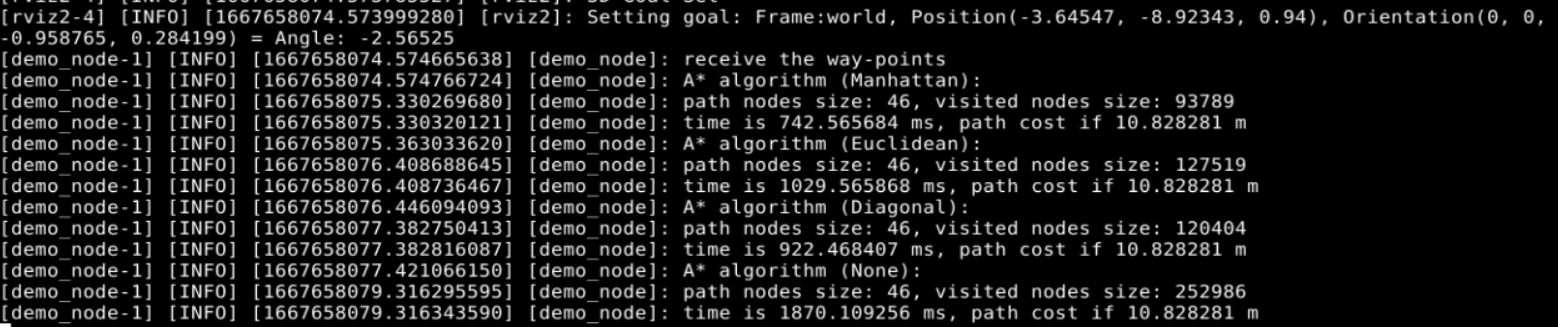 [rviz2-4] [INFO] [1667658074.573999280] [rviz2]: Setting goal: Frame:world, Position(-3.64547, -8.92343, 0.94), Orientation(0, 0,
-0.958765, 0.284199) = Angle: -2.56525
[demo_node-1] [INFO] [1667658074.574665638] [demo_node]: receive the way-points
[demo_node-1] [INFO] [1667658074.574766724] [demo_node]: A* algorithm (Manhattan):
[demo_node-1] [INFO] [1667658075.330269680] [demo_node]: path nodes size: 46, visited nodes size: 93789
[demo_node-1] [INFO] [1667658075.330320121] [demo_node]: time is 742.565684 ms, path cost if 10.828281 m
[demo_node-1] [INFO] [1667658075.363033620] [demo_node]: A* algorithm (Euclidean):
[demo_node-1] [INFO] [1667658076.408688645] [demo_node]: path nodes size: 46, visited nodes size: 127519
[demo_node-1] [INFO] [1667658076.408736467] [demo_node]: time is 1029.565868 ms, path cost if 10.828281 m
[demo_node-1] [INFO] [1667658076.446094093] [demo_node]: A* algorithm (Diagonal):
[demo_node-1] [INFO] [1667658077.382750413] [demo_node]: path nodes size: 46, visited nodes size: 120404
[demo_node-1] [INFO] [1667658077.382816087] [demo_node]: time is 922.468407 ms, path cost if 10.828281 m
[demo_node-1] [INFO] [1667658077.421066150] [demo_node]: A* algorithm (None):
[demo_node-1] [INFO] [1667658079.316295595] [demo_node]: path nodes size: 46, visited nodes size: 252986
[demo_node-1] [INFO] [1667658079.316343590] [demo_node]: time is 1870.109256 ms, path cost if 10.828281 m